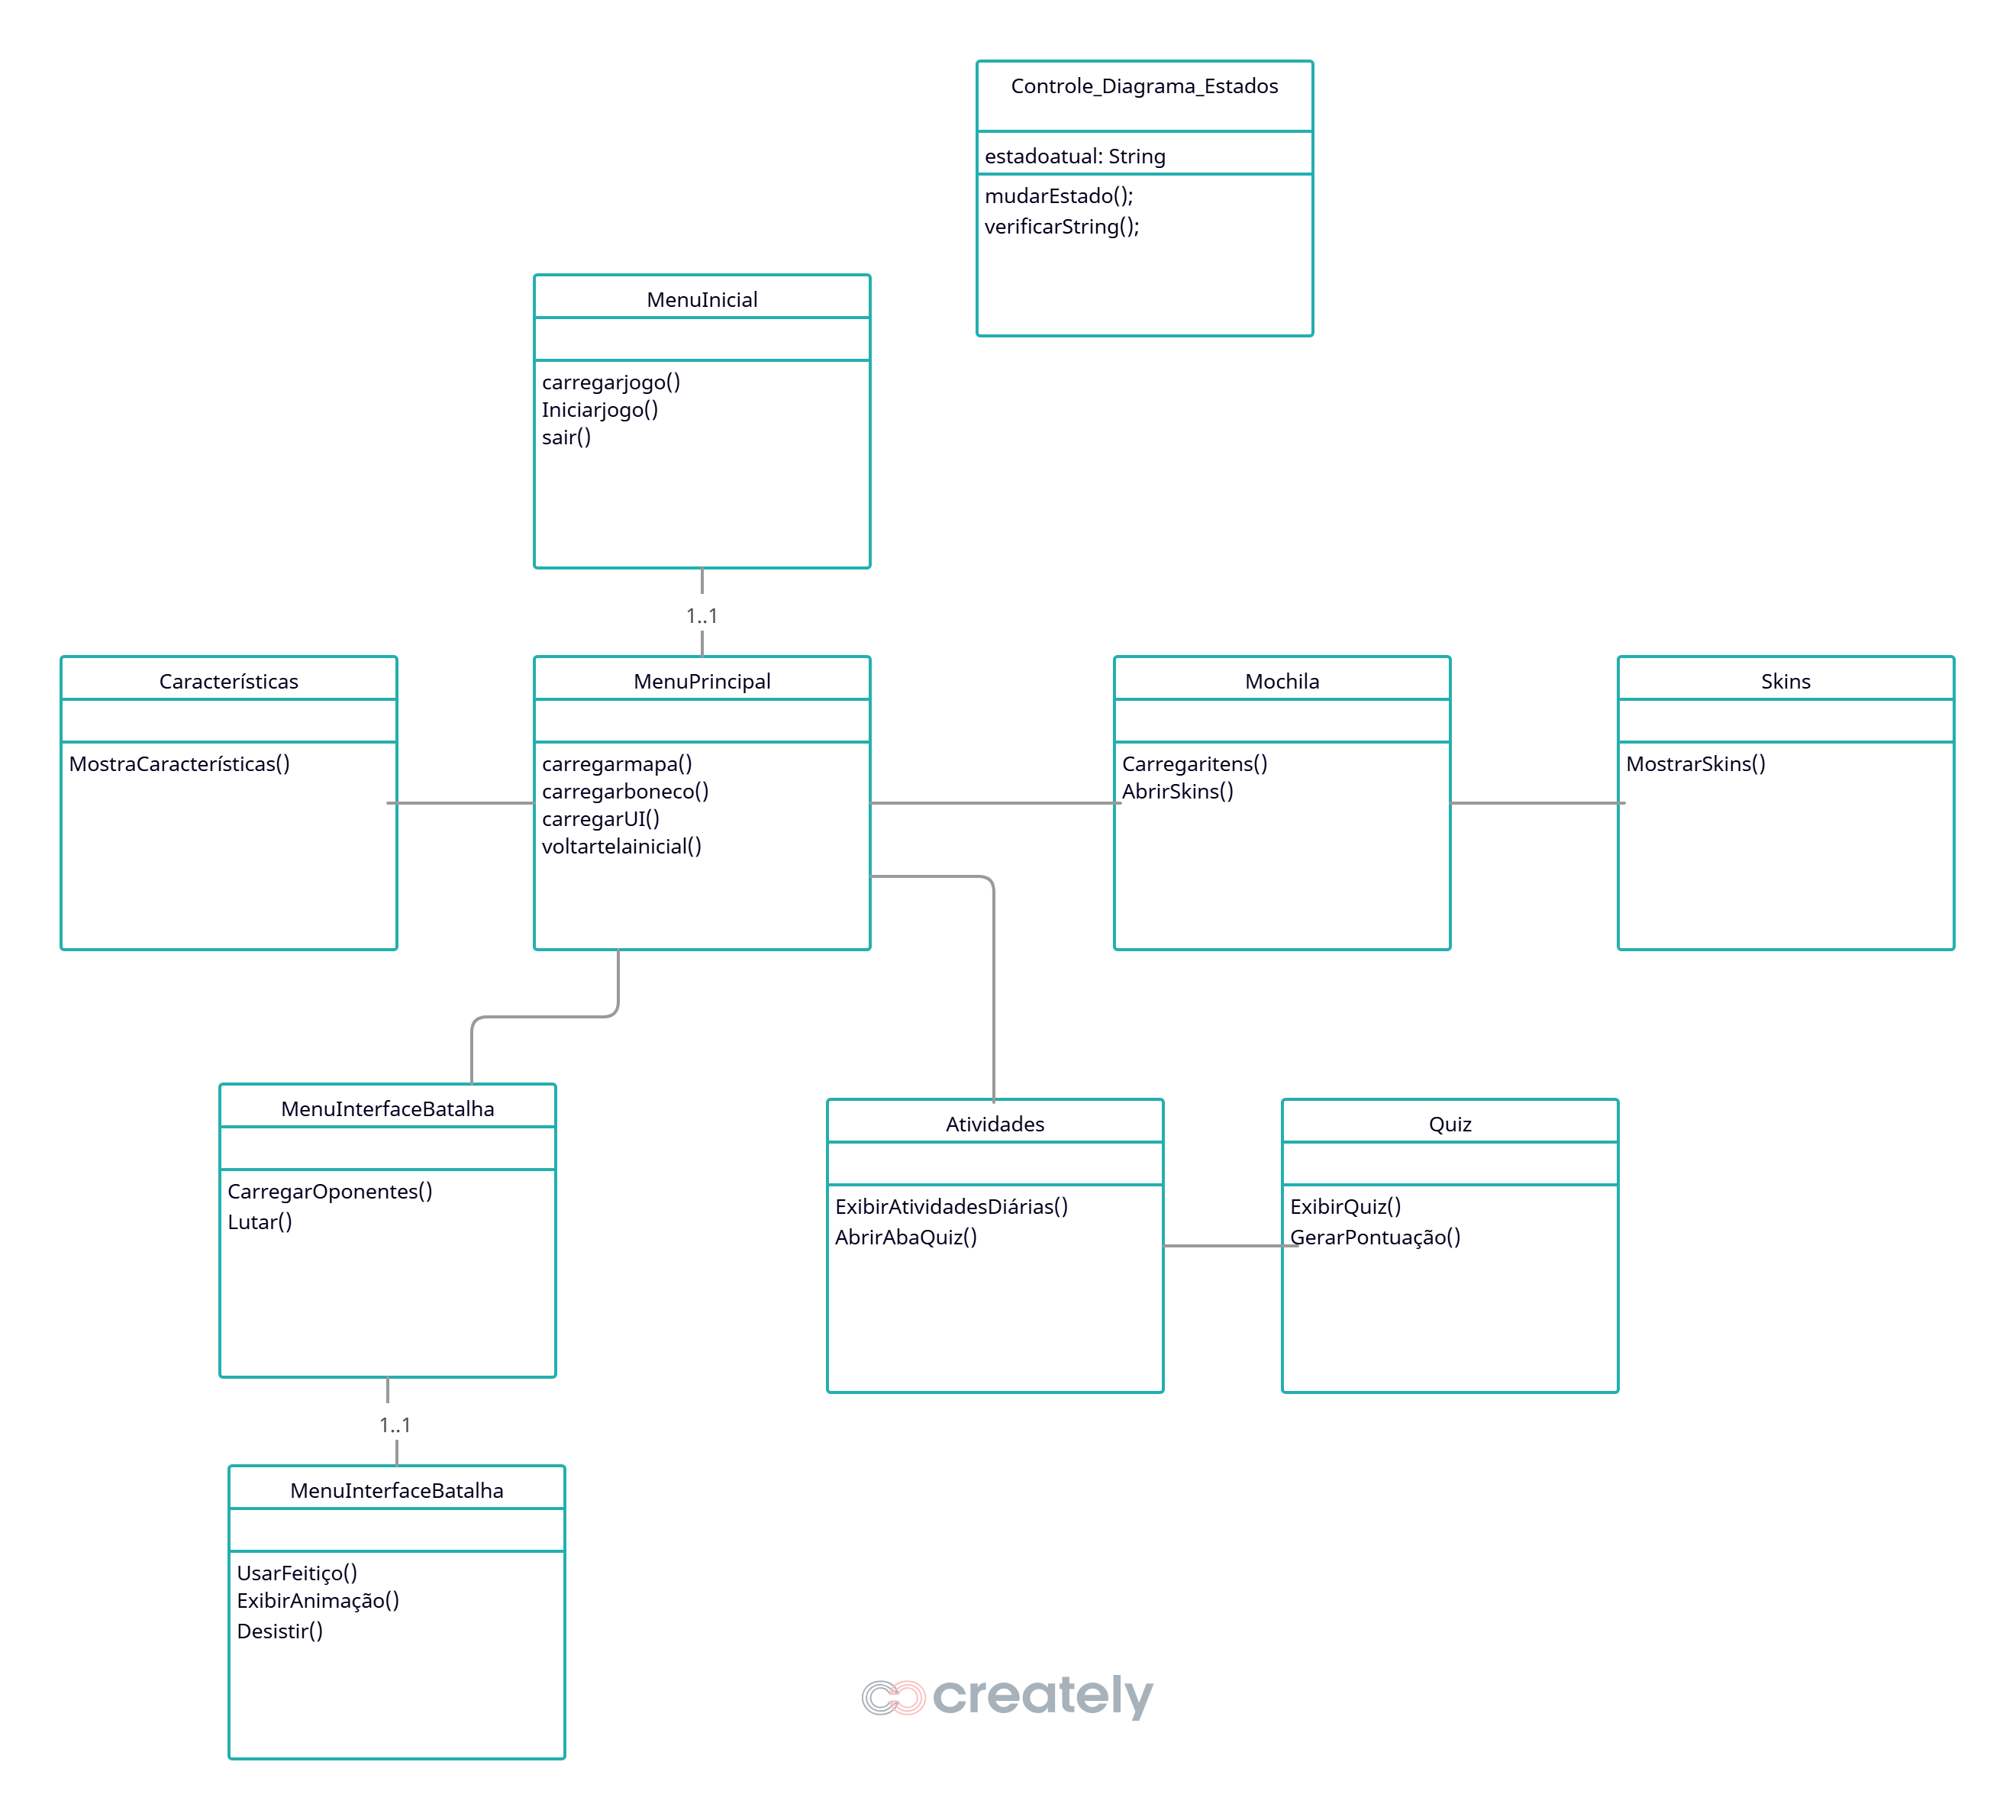 Controle_Diagrama_Estados
estadoatual: String
mudarEstado();
verificarString();
MenuInicial
carregarjogo()
Iniciarjogo()
sair()
1..1
Características
MostraCaracterísticas()
MenuPrincipal
carregarmapa()
carregarboneco()
carregarUI()
voltartelainicial()
Mochila
Carregaritens()
AbrirSkins()
Skins
MostrarSkins()
MenuInterfaceBatalha
CarregarOponentes()
Lutar()
Atividades
ExibirAtividadesDiárias()
AbrirAbaQuiz()
Quiz
ExibirQuiz()
GerarPontuação()
1..1
MenuInterfaceBatalha
UsarFeitiço()
ExibirAnimação()
Desistir()
creately